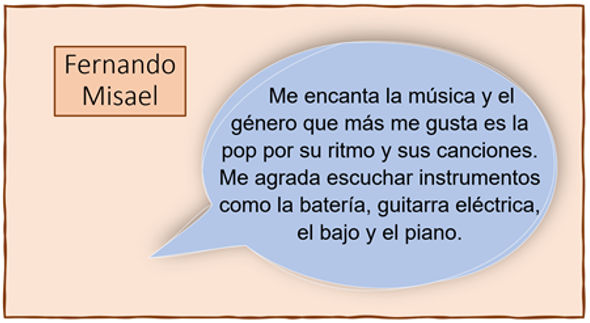 Fernando
Misael
Me encanta la música y el
género que más me gusta es la
pop por su ritmo y sus canciones.
Me agrada escuchar instrumentos
como la batería, guitarra eléctrica,
el bajo y el piano.